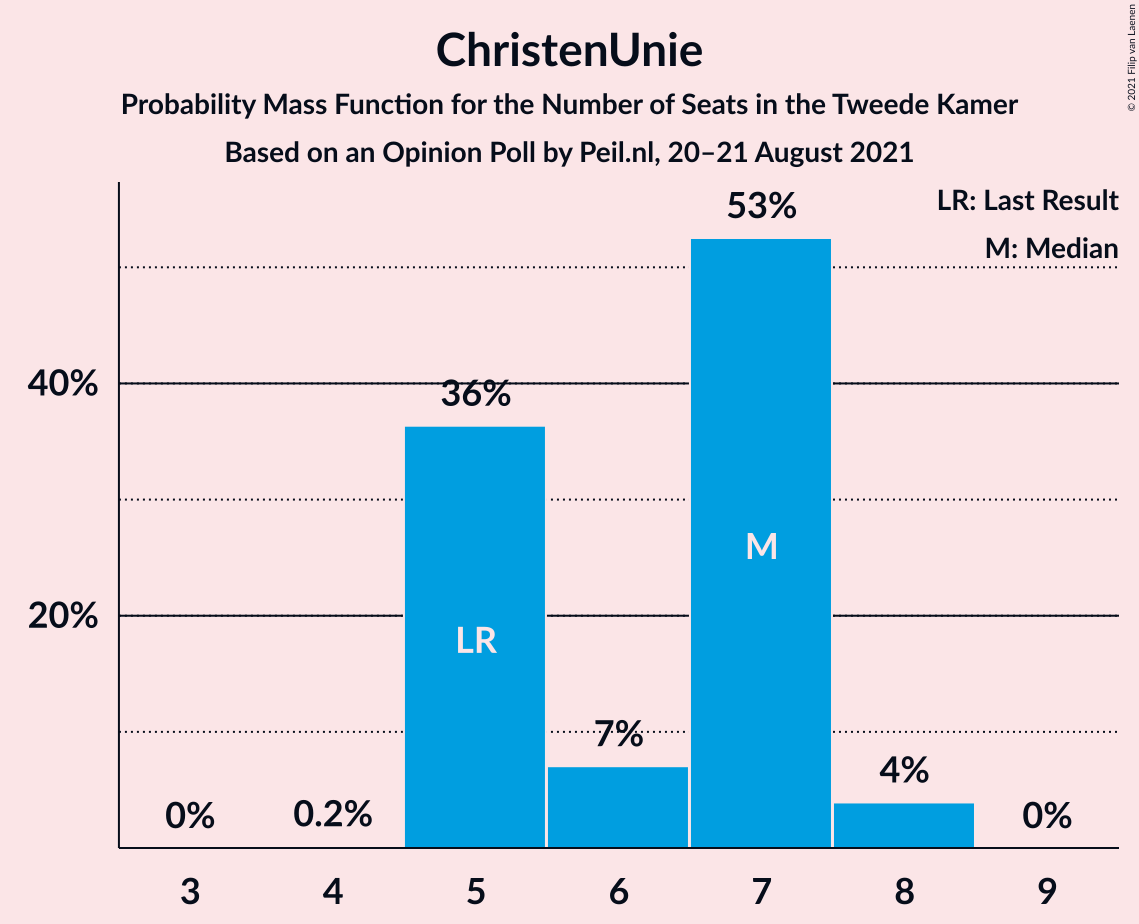 ChristenUnie
Probability Mass Function for the Number of Seats in the Tweede Kamer
Based on an Opinion Poll by Peil.nl, 20–21 August 2021
© 2021 Filip van Laenen
LR: Last Result
M: Median
53%
40%
36%
M
20%
LR
7%
4%
0%
0.2%
0%
3 4 5 6 7 8 9